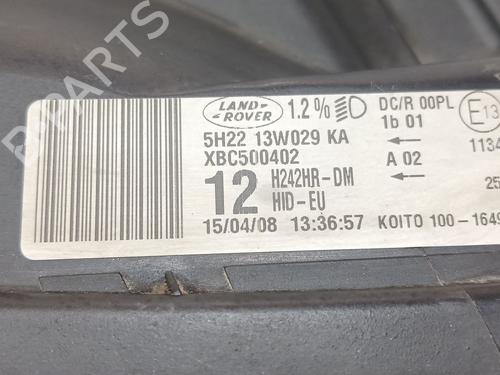 B-PARTS
LAND ROVER 1.2% DC/R 00PL E13
5H22 13W029 KA ← 1b 01 1134
XBC500402 A 02
12 H242HR-DM ← 25
HID-EU
15/04/08 13:36:57 KOITO 100-1649